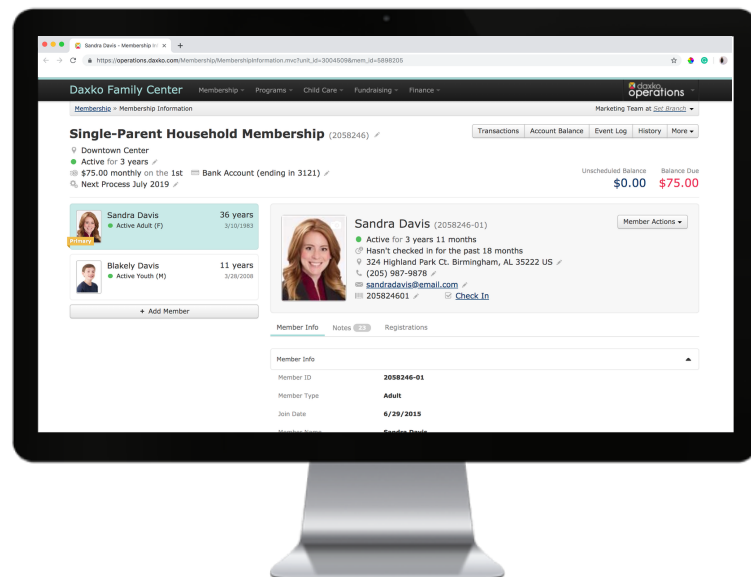 Sandra Davis - Membership In
https://operations.daxko.com/Membership/MembershipInformation.mvc?unit_id=3004509&mem_id=5898205
Daxko Family Center Membership Programs Child Care Fundraising Finance daxko operations
Membership » Membership Information Marketing Team at Set Branch
Single-Parent Household Membership (2058246)
Transactions Account Balance Event Log History More
Downtown Center
Active for 3 years
$75.00 monthly on the 1st Bank Account (ending in 3121)
Next Process July 2019
Unscheduled Balance Balance Due
$0.00 $75.00
Sandra Davis 36 years
Active Adult (F) 3/10/1983
Primary
Blakely Davis 11 years
Active Youth (M) 3/28/2008
+ Add Member
Sandra Davis (2058246-01)
Member Actions
Active for 3 years 11 months
Hasn't checked in for the past 18 months
324 Highland Park Ct. Birmingham, AL 35222 US
(205) 987-9878
sandradavis@email.com
205824601 Check In
Member Info Notes 25 Registrations
Member Info
Member ID 2058246-01
Member Type Adult
Join Date 6/29/2015
Member Name Sandra Davis